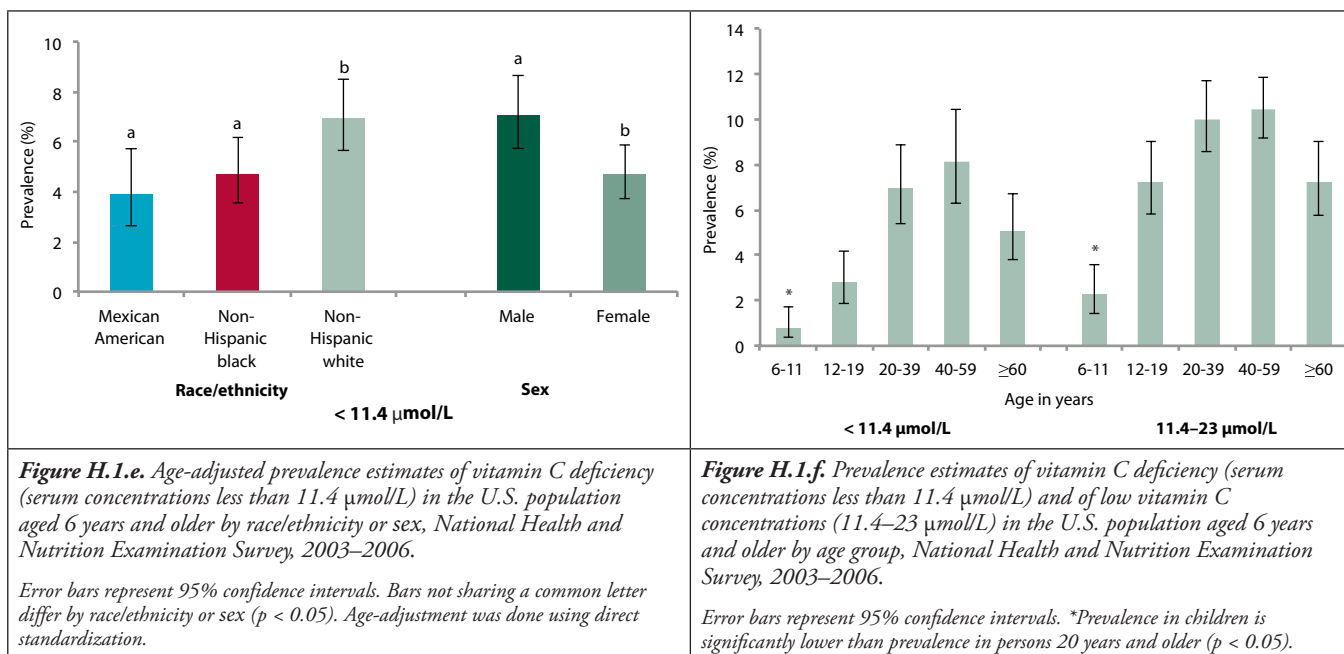 10
8
6
4
2
0
Prevalence (%)
a
a
b
a
b
Mexican
American
Non-
Hispanic
black
Non-
Hispanic
white
Male
Female
Race/ethnicity
Sex
< 11.4 μmol/L
Figure H.1.e. Age-adjusted prevalence estimates of vitamin C deficiency
(serum concentrations less than 11.4 μmol/L) in the U.S. population
aged 6 years and older by race/ethnicity or sex, National Health and
Nutrition Examination Survey, 2003–2006.
Error bars represent 95% confidence intervals. Bars not sharing a common letter
differ by race/ethnicity or sex (p < 0.05). Age-adjustment was done using direct
standardization.
14
12
10
8
6
4
2
0
Prevalence (%)
*
*
6-11 12-19 20-39 40-59 ≥60 6-11 12-19 20-39 40-59 ≥60
Age in years
< 11.4 μmol/L 11.4–23 μmol/L
Figure H.1.f. Prevalence estimates of vitamin C deficiency (serum
concentrations less than 11.4 μmol/L) and of low vitamin C
concentrations (11.4–23 μmol/L) in the U.S. population aged 6 years
and older by age group, National Health and Nutrition Examination
Survey, 2003–2006.
Error bars represent 95% confidence intervals. *Prevalence in children is
significantly lower than prevalence in persons 20 years and older (p < 0.05).